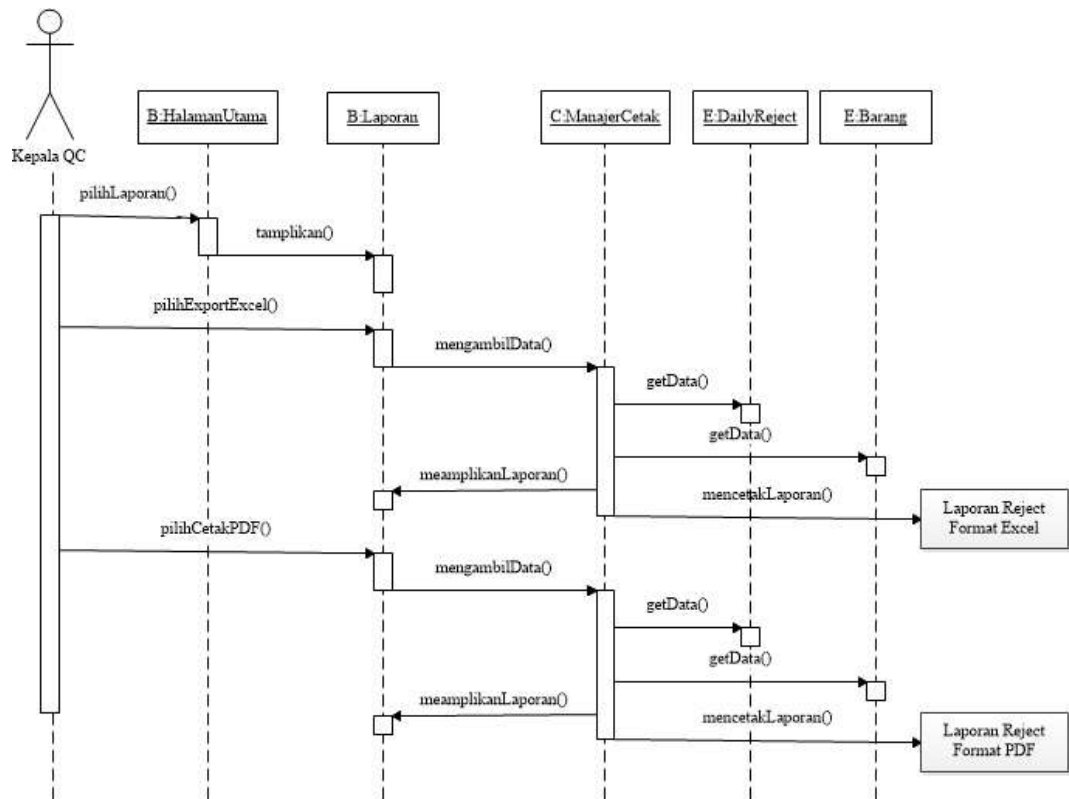 B:HalamanUtama
B:Laporan
C:ManajerCetak
E:DailyReject
E:Barang
Kepala QC
pilihLaporan()
tamplikan()
pilihExportExcel()
mengambilData()
getData()
getData()
meamplikanLaporan()
mencetakLaporan()
Laporan Reject
Format Excel
pilihCetakPDF()
mengambilData()
getData()
getData()
meamplikanLaporan()
mencetakLaporan()
Laporan Reject
Format PDF